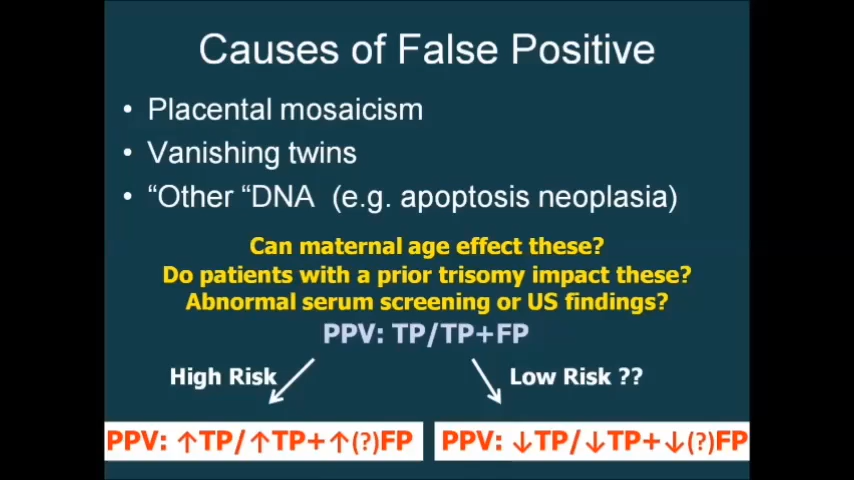 Causes of False Positive
• Placental mosaicism
• Vanishing twins
• “Other “DNA (e.g. apoptosis neoplasia)
Can maternal age effect these?
Do patients with a prior trisomy impact these?
Abnormal serum screening or US findings?
PPV: TP/TP+FP
High Risk
Low Risk ??
PPV: ↑TP/↑TP+↑(?)FP
PPV: ↓TP/↓TP+↓(?)FP